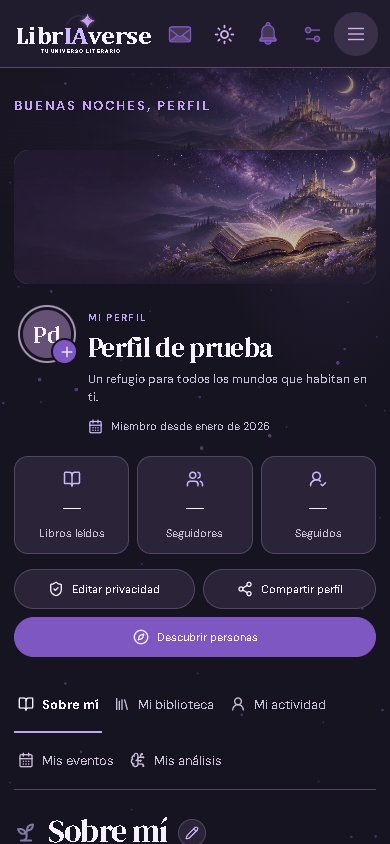 LibrIAverse
TU UNIVERSO LITERARIO
BUENAS NOCHES, PERFIL
Pd
MI PERFIL
Perfil de prueba
Un refugio para todos los mundos que habitan en
ti.
Miembro desde enero de 2026
— — —
Libros leídos Seguidores Seguidos
Editar privacidad Compartir perfil
Descubrir personas
Sobre mí Mi biblioteca Mi actividad
Mis eventos Mis análisis
Sobre mí